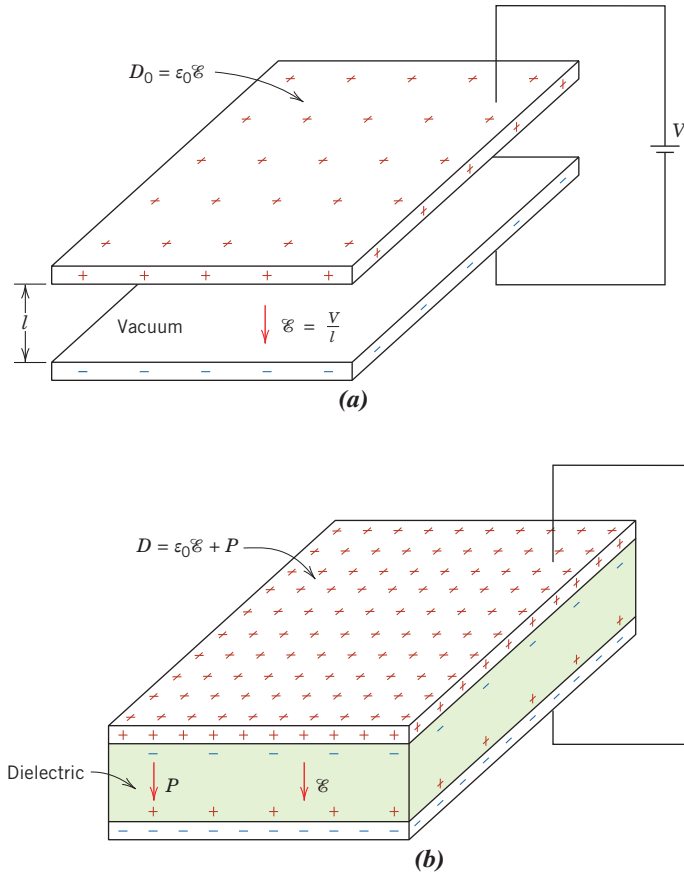 D₀ = ε₀ℰ
V
l
Vacuum
ℰ = V/l
(a)
D = ε₀ℰ + P
Dielectric
P
ℰ
(b)